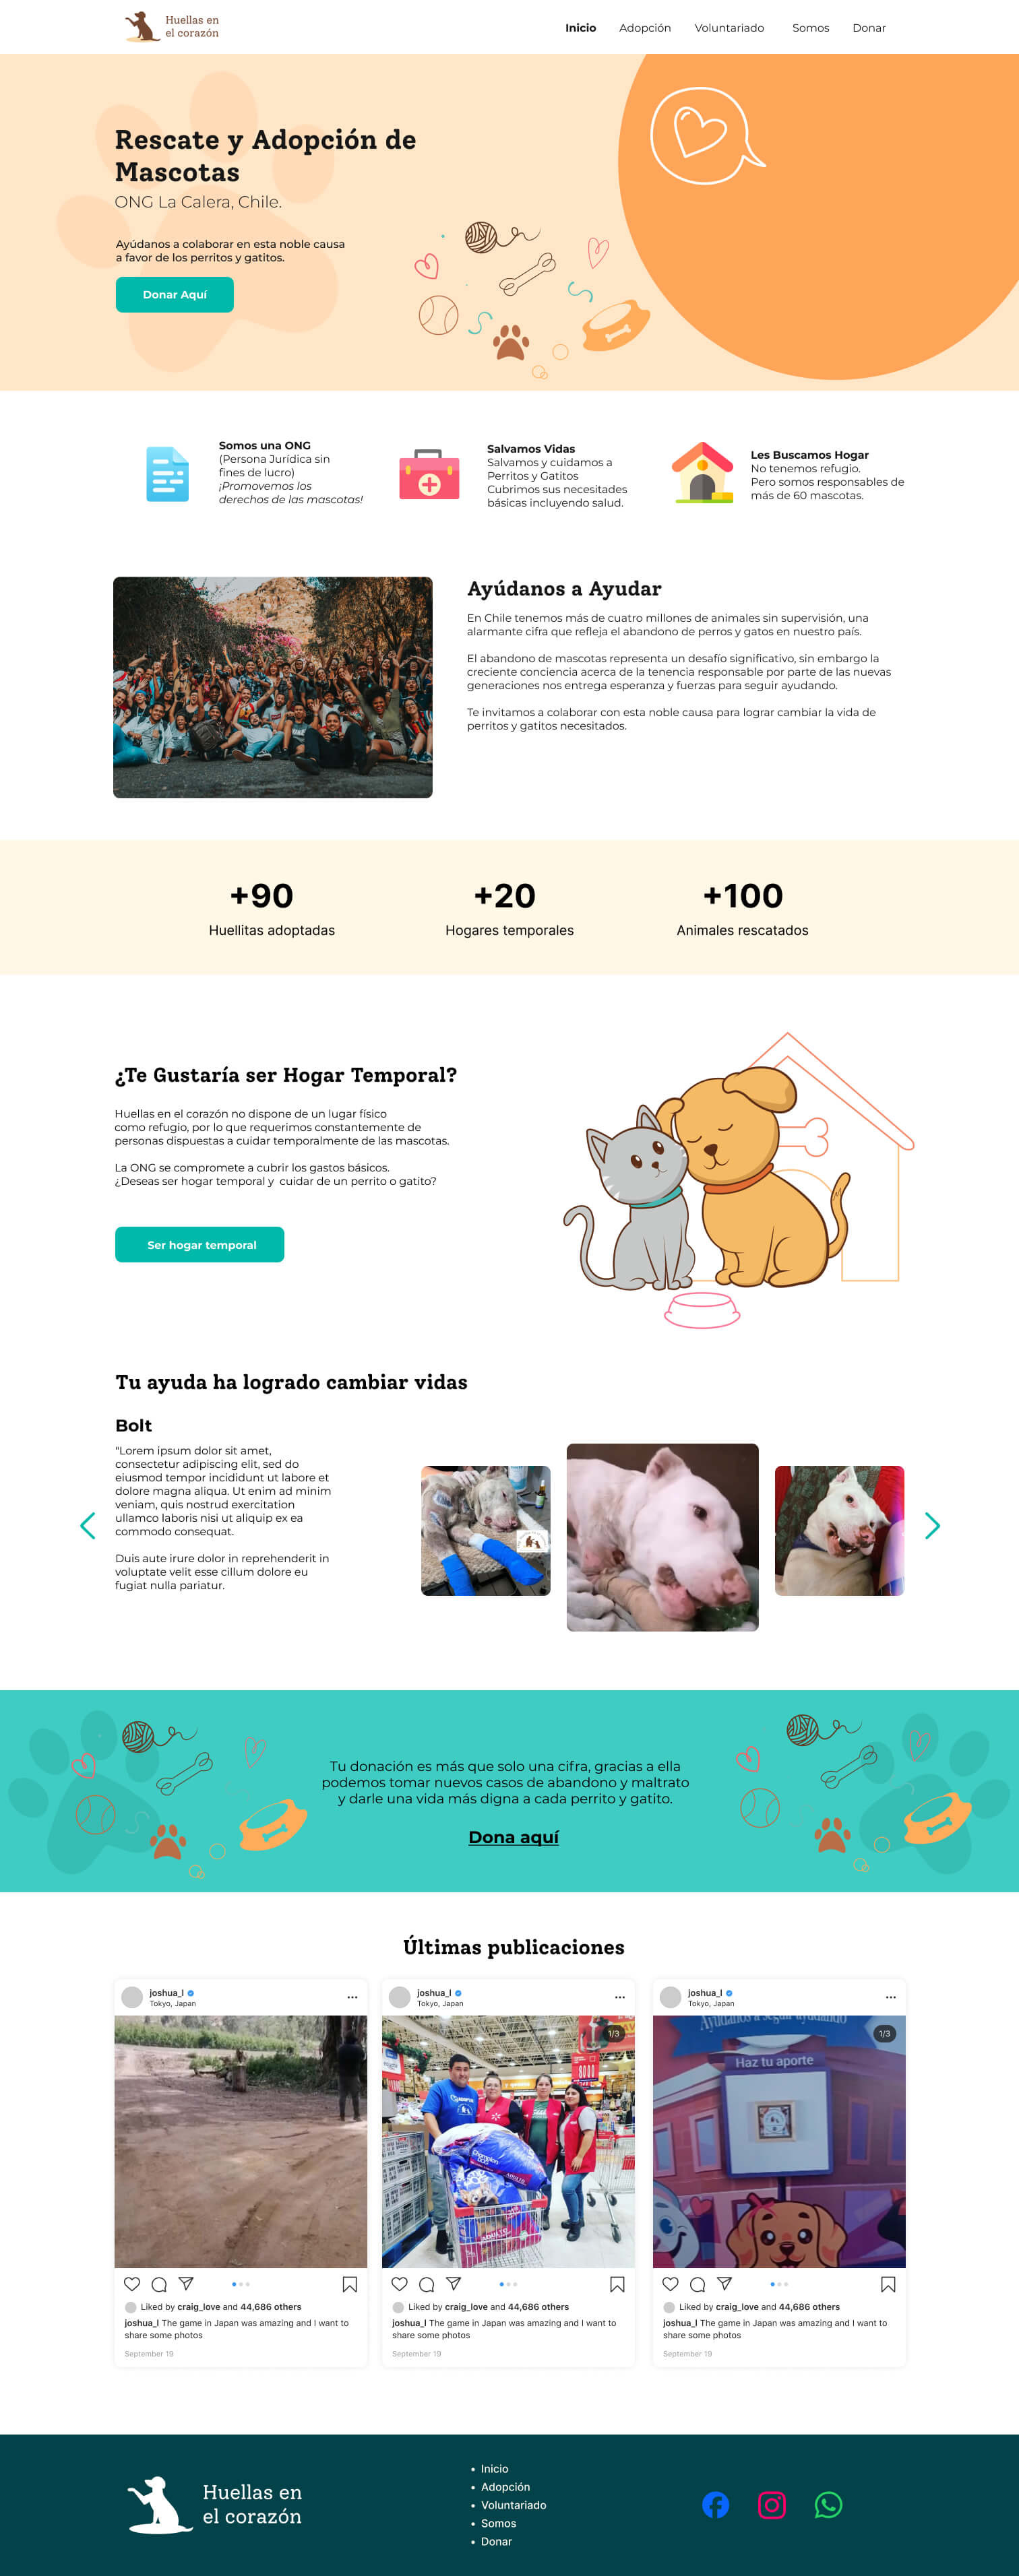 Huellas en
el corazón
Inicio Adopción Voluntariado Somos Donar
Rescate y Adopción de
Mascotas
ONG La Calera, Chile.
Ayúdanos a colaborar en esta noble causa
a favor de los perritos y gatitos.
Donar Aquí
Somos una ONG
(Persona Jurídica sin
fines de lucro)
¡Promovemos los
derechos de las mascotas!
Salvamos Vidas
Salvamos y cuidamos a
Perritos y Gatitos
Cubrimos sus necesitades
básicas incluyendo salud.
Les Buscamos Hogar
No tenemos refugio.
Pero somos responsables de
más de 60 mascotas.
Ayúdanos a Ayudar
En Chile tenemos más de cuatro millones de animales sin supervisión, una
alarmante cifra que refleja el abandono de perros y gatos en nuestro país.
El abandono de mascotas representa un desafío significativo, sin embargo la
creciente conciencia acerca de la tenencia responsable por parte de las nuevas
generaciones nos entrega esperanza y fuerzas para seguir ayudando.
Te invitamos a colaborar con esta noble causa para lograr cambiar la vida de
perritos y gatitos necesitados.
+90
Huellitas adoptadas
+20
Hogares temporales
+100
Animales rescatados
¿Te Gustaría ser Hogar Temporal?
Huellas en el corazón no dispone de un lugar físico
como refugio, por lo que requerimos constantemente de
personas dispuestas a cuidar temporalmente de las mascotas.
La ONG se compromete a cubrir los gastos básicos.
¿Deseas ser hogar temporal y  cuidar de un perrito o gatito?
Ser hogar temporal
Tu ayuda ha logrado cambiar vidas
Bolt
"Lorem ipsum dolor sit amet,
consectetur adipiscing elit, sed do
eiusmod tempor incididunt ut labore et
dolore magna aliqua. Ut enim ad minim
veniam, quis nostrud exercitation
ullamco laboris nisi ut aliquip ex ea
commodo consequat.
Duis aute irure dolor in reprehenderit in
voluptate velit esse cillum dolore eu
fugiat nulla pariatur.
Tu donación es más que solo una cifra, gracias a ella
podemos tomar nuevos casos de abandono y maltrato
y darle una vida más digna a cada perrito y gatito.
Dona aquí
Últimas publicaciones
joshua_l
Tokyo, Japan
Liked by craig_love and 44,686 others
joshua_l The game in Japan was amazing and I want to
share some photos
September 19
joshua_l
Tokyo, Japan
1/3
Liked by craig_love and 44,686 others
joshua_l The game in Japan was amazing and I want to
share some photos
September 19
joshua_l
Tokyo, Japan
Ayúdanos a seguir ayudando
1/3
Haz tu aporte
Liked by craig_love and 44,686 others
joshua_l The game in Japan was amazing and I want to
share some photos
September 19
Huellas en
el corazón
Inicio
Adopción
Voluntariado
Somos
Donar